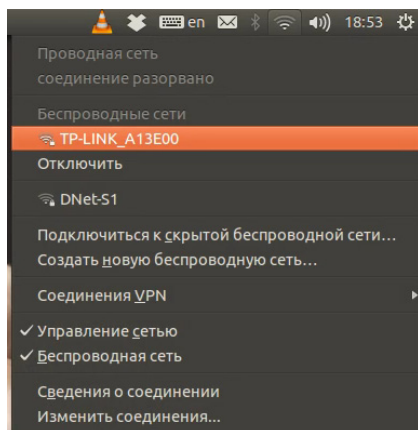 en 18:53
Проводная сеть
соединение разорвано
Беспроводные сети
TP-LINK_A13E00
Отключить
DNet-S1
Подключиться к скрытой беспроводной сети...
Создать новую беспроводную сеть...
Соединения VPN
Управление сетью
Беспроводная сеть
Сведения о соединении
Изменить соединения...